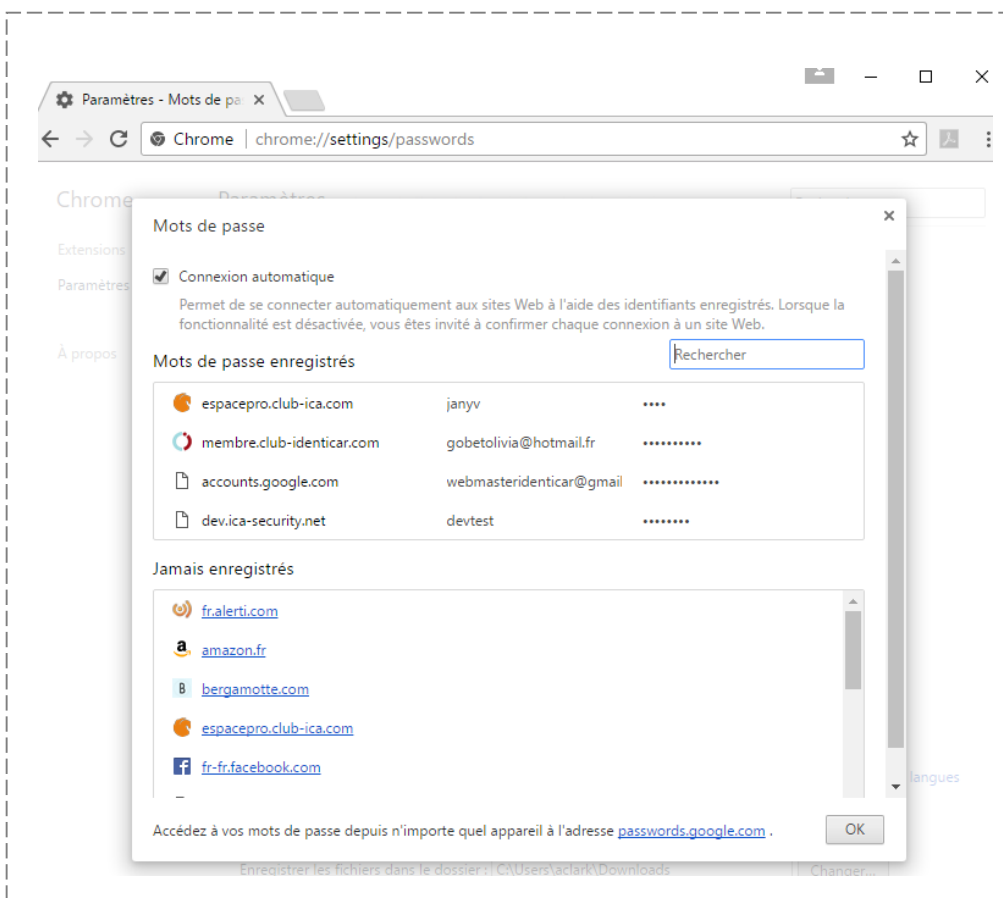 Paramètres - Mots de pa
Chrome | chrome://settings/passwords
Chrome
Paramètres
Mots de passe
Extensions
Connexion automatique
Paramètres
Permet de se connecter automatiquement aux sites Web à l'aide des identifiants enregistrés. Lorsque la
fonctionnalité est désactivée, vous êtes invité à confirmer chaque connexion à un site Web.
À propos
Mots de passe enregistrés
Rechercher
espacepro.club-ica.com janyv ••••
membre.club-identicar.com gobetolivia@hotmail.fr ••••••••••
accounts.google.com webmasteridenticar@gmail •••••••••••••
dev.ica-security.net devtest ••••••••
Jamais enregistrés
fr.alerti.com
amazon.fr
bergamotte.com
espacepro.club-ica.com
fr-fr.facebook.com
langues
Accédez à vos mots de passe depuis n'importe quel appareil à l'adresse passwords.google.com .
OK
Enregistrer les fichiers dans le dossier : C:\Users\aclark\Downloads
Changer...